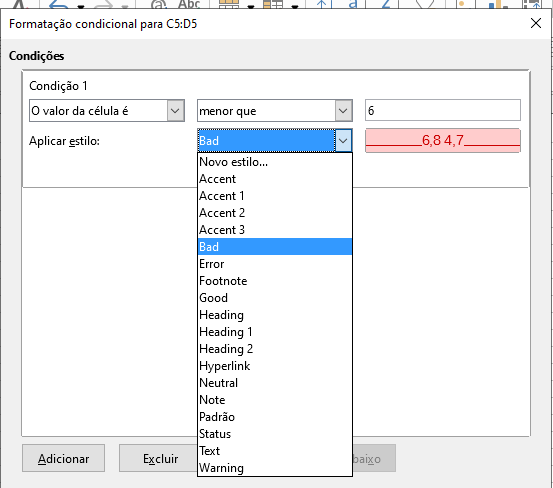 Abc
Formatação condicional para C5:D5
Condições
Condição 1
O valor da célula é menor que 6
Aplicar estilo: Bad 6,8 4,7
Novo estilo...
Accent
Accent 1
Accent 2
Accent 3
Bad
Error
Footnote
Good
Heading
Heading 1
Heading 2
Hyperlink
Neutral
Note
Padrão
Status
Text
Warning
Adicionar Excluir